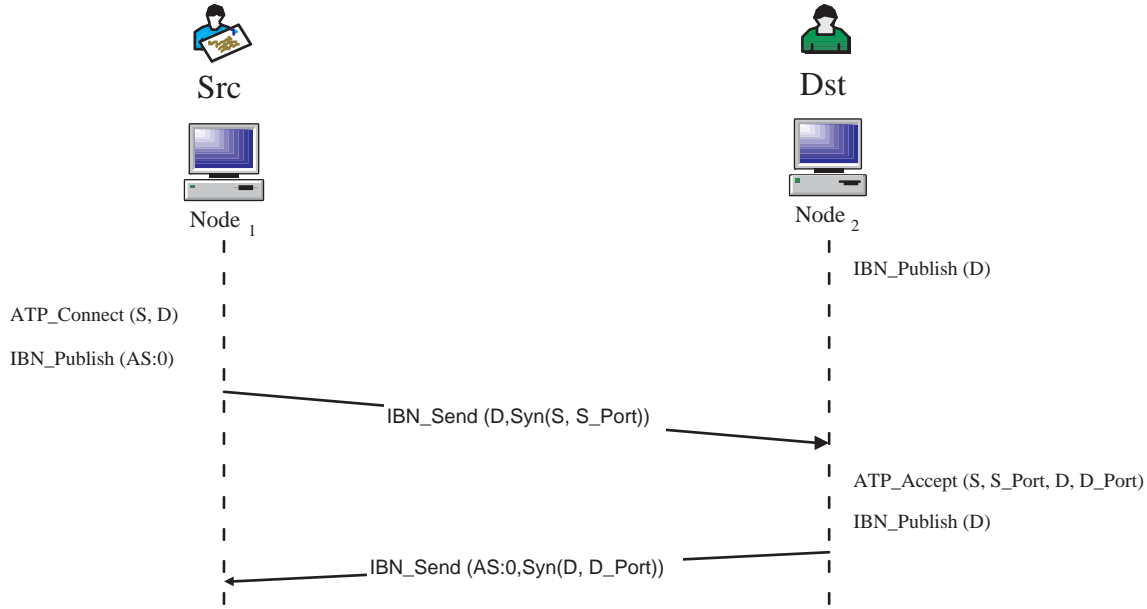 Src
Dst
Node 1
Node 2
IBN_Publish (D)
ATP_Connect (S, D)
IBN_Publish (AS:0)
IBN_Send (D,Syn(S, S_Port))
ATP_Accept (S, S_Port, D, D_Port)
IBN_Publish (D)
IBN_Send (AS:0,Syn(D, D_Port))